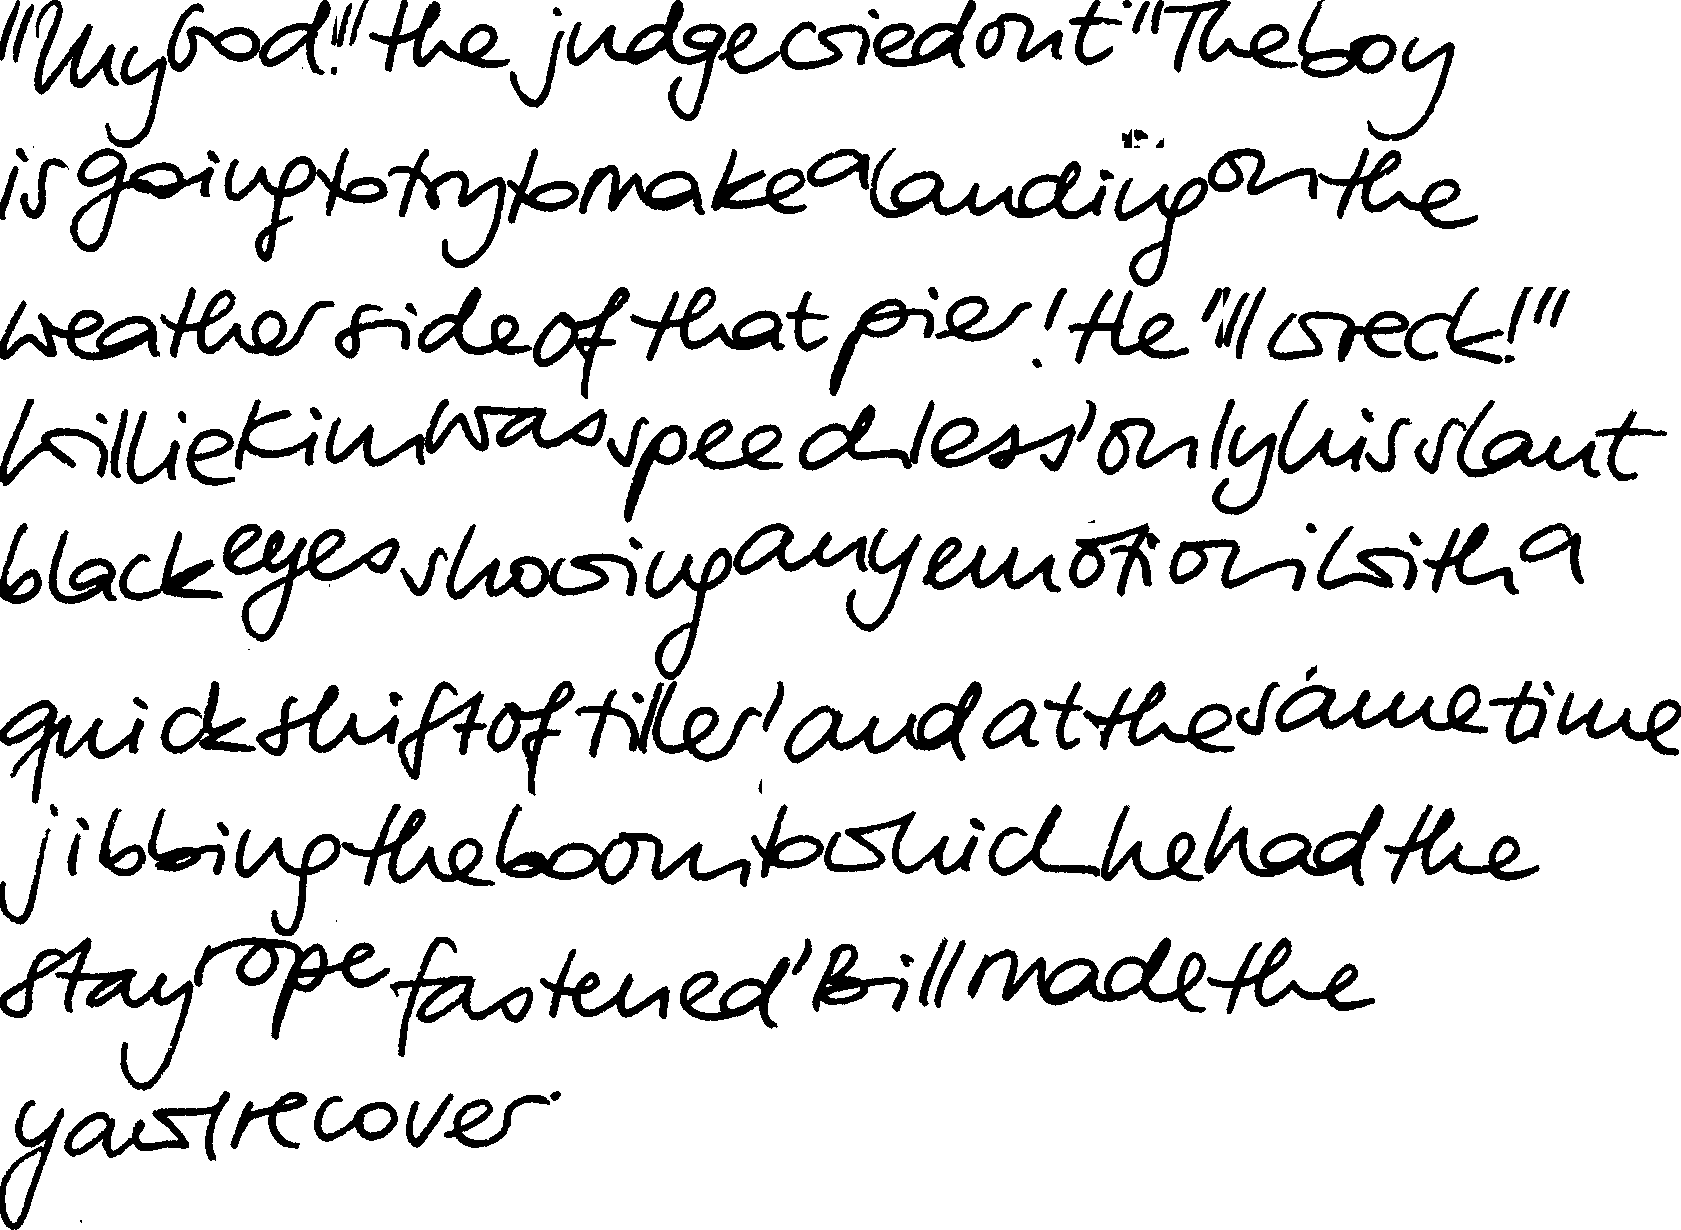 "My God!" the judge cried out. "The boy
is going to try to make a landing on the
weather side of that pier! He'll wreck!"
Willie Kim was speechless, only his slant
black eyes showing any emotion. With a
quick shift of tiller, and at the same time
jibbing the boom to which he had the
stay rope fastened, Bill made the
yawl recover.